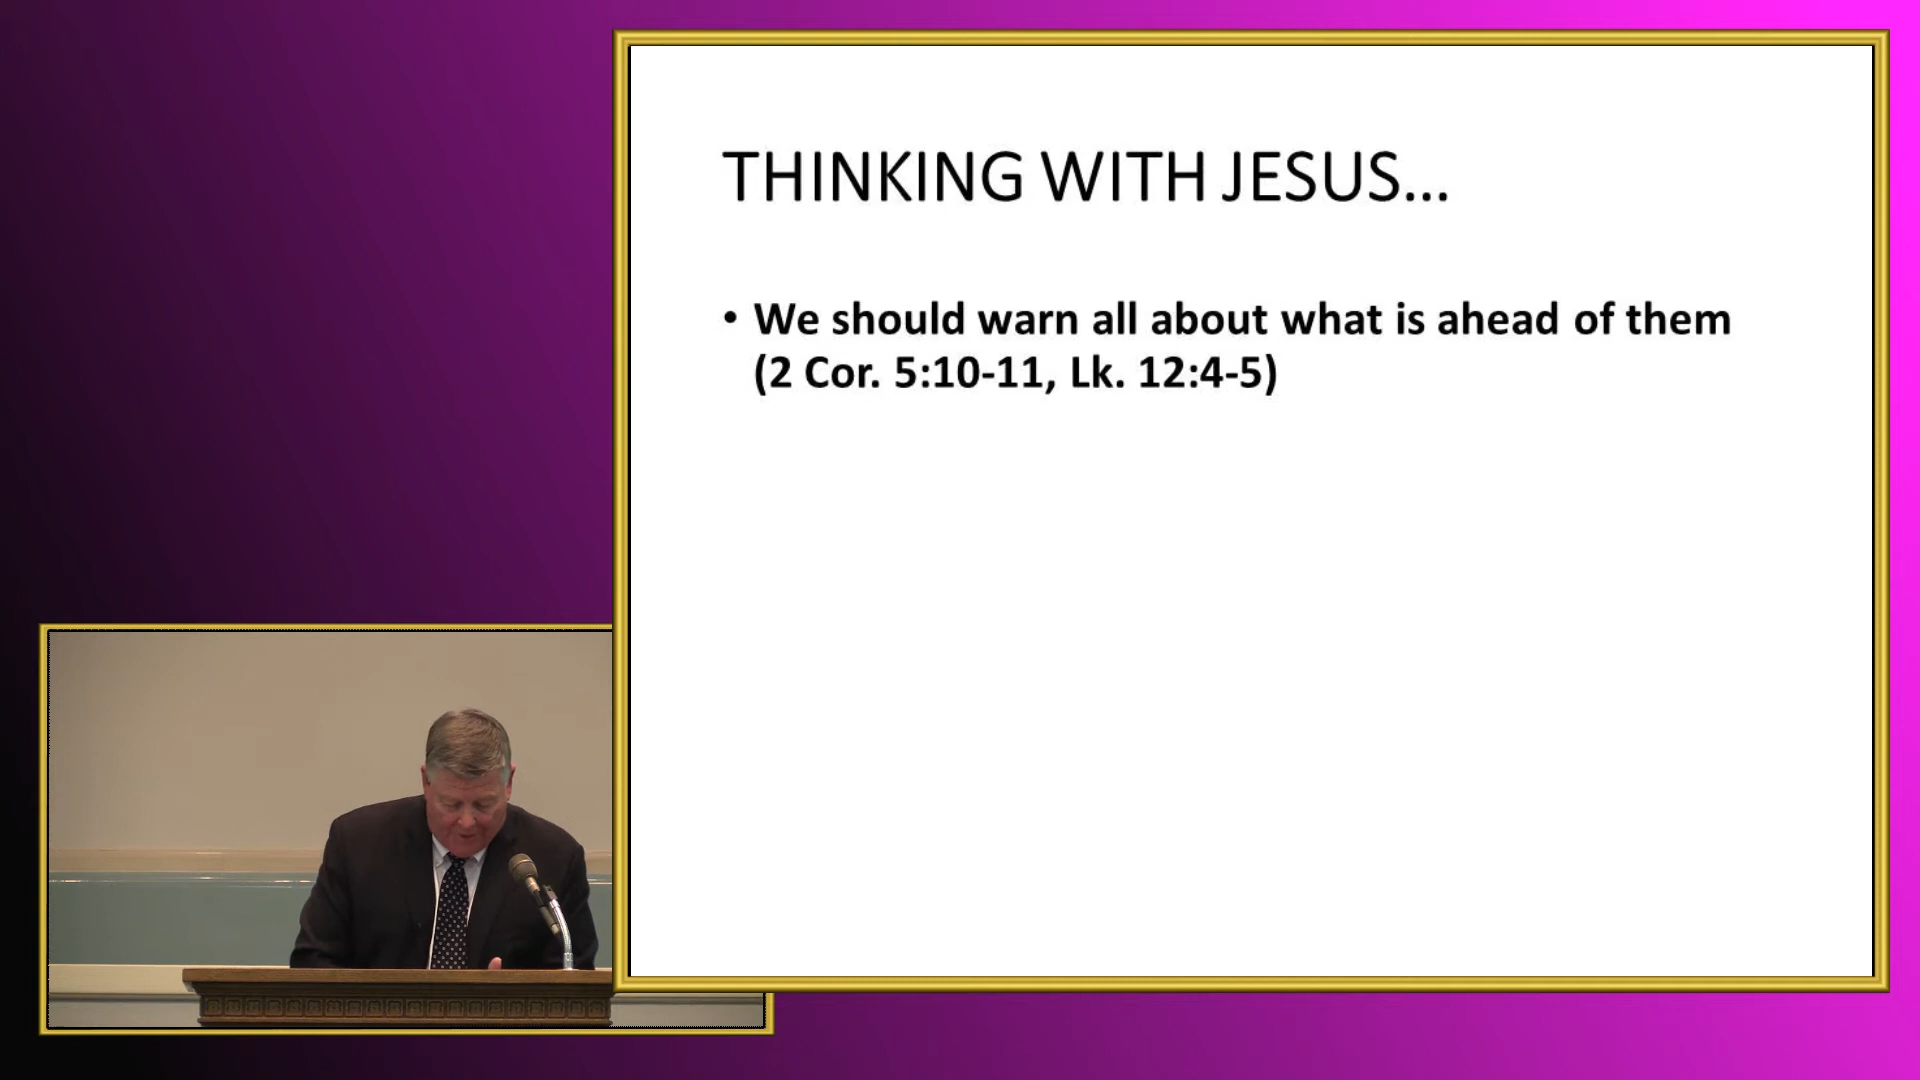 THINKING WITH JESUS...
• We should warn all about what is ahead of them
(2 Cor. 5:10-11, Lk. 12:4-5)